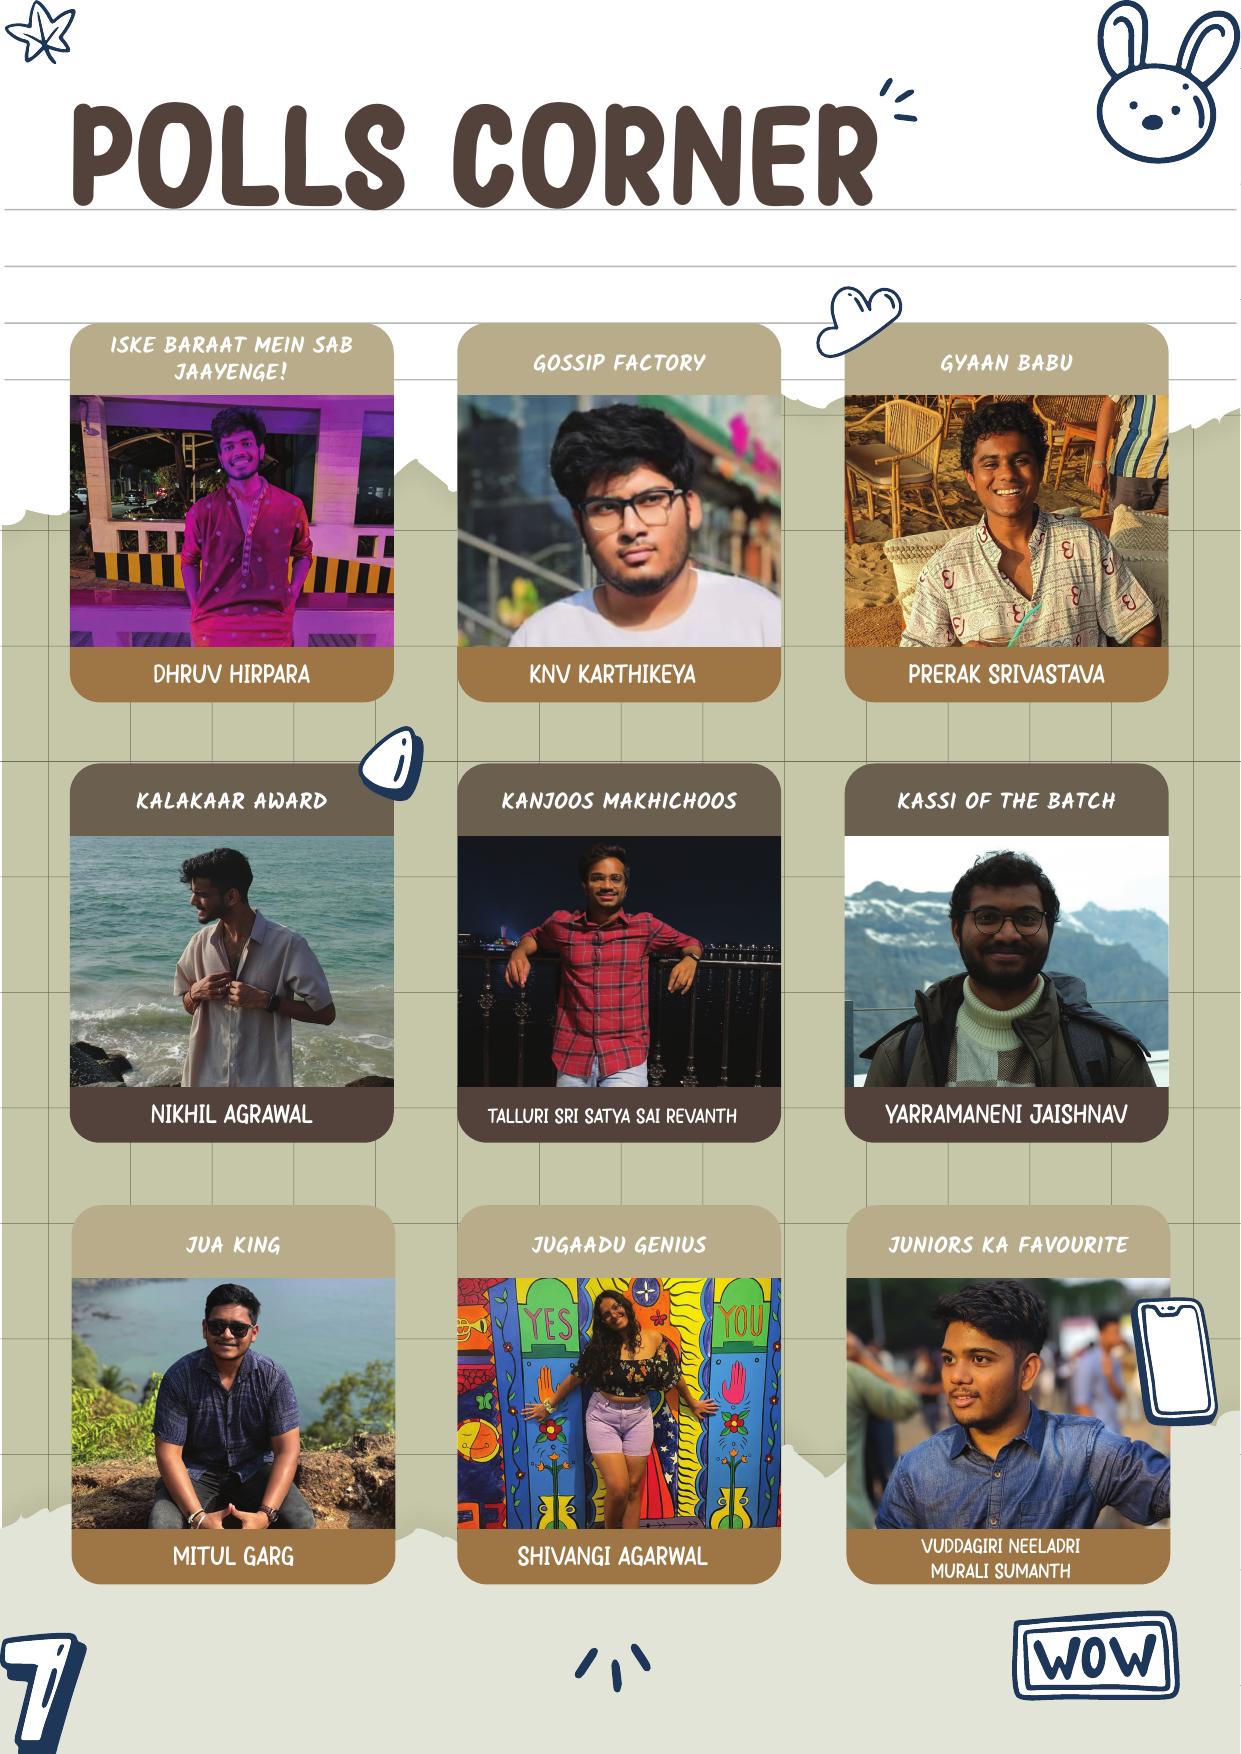 POLLS CORNER
ISKE BARAAT MEIN SAB
JAAYENGE!
GOSSIP FACTORY
GYAAN BABU
DHRUV HIRPARA
KNV KARTHIKEYA
PRERAK SRIVASTAVA
KALAKAAR AWARD
KANJOOS MAKHICHOOS
KASSI OF THE BATCH
NIKHIL AGRAWAL
TALLURI SRI SATYA SAI REVANTH
YARRAMANENI JAISHNAV
JUA KING
JUGAADU GENIUS
JUNIORS KA FAVOURITE
YES
YOU
MITUL GARG
SHIVANGI AGARWAL
VUDDAGIRI NEELADRI
MURALI SUMANTH
WOW
7